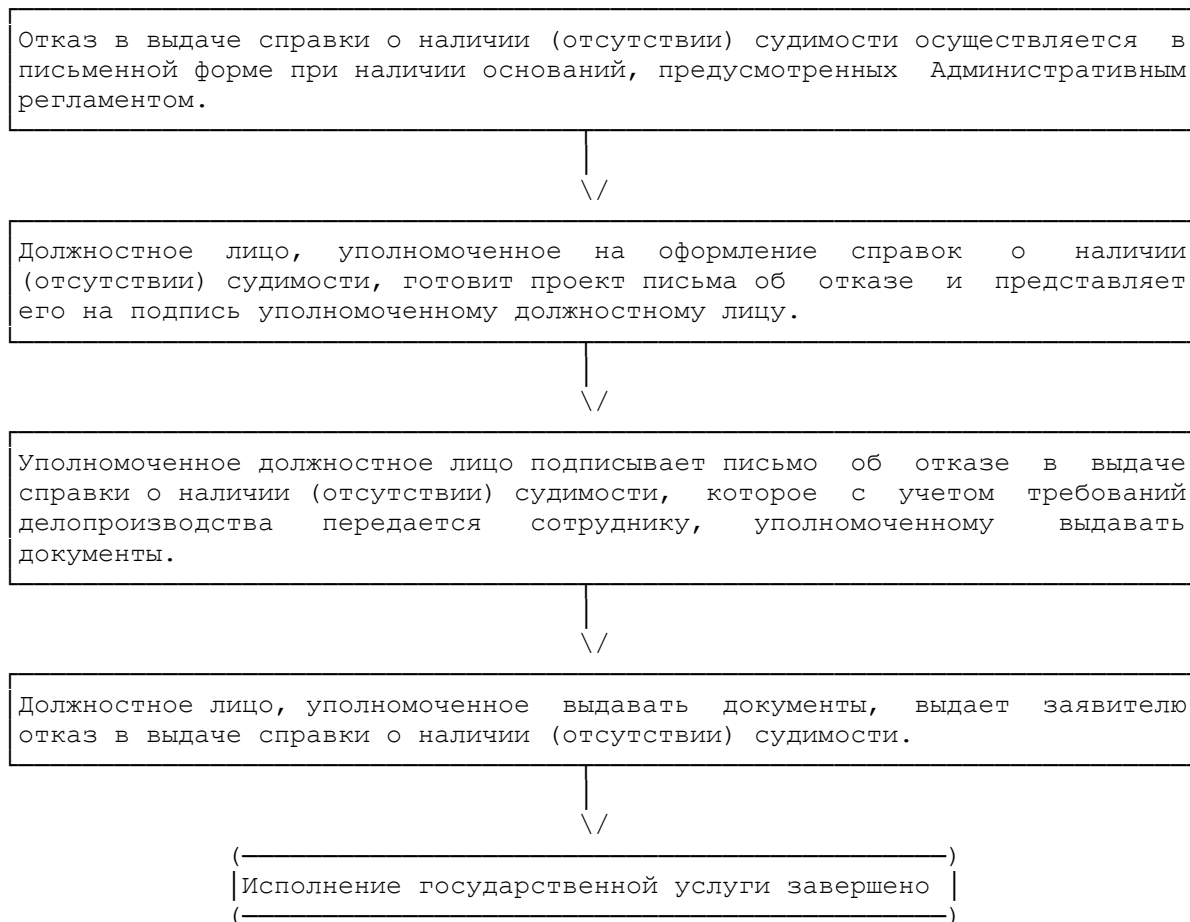 Отказ в выдаче справки о наличии (отсутствии) судимости осуществляется в
письменной форме при наличии оснований, предусмотренных Административным
регламентом.
\/
Должностное лицо, уполномоченное на оформление справок о наличии
(отсутствии) судимости, готовит проект письма об отказе и представляет
его на подпись уполномоченному должностному лицу.
\/
Уполномоченное должностное лицо подписывает письмо об отказе в выдаче
справки о наличии (отсутствии) судимости, которое с учетом требований
делопроизводства передается сотруднику, уполномоченному выдавать
документы.
\/
Должностное лицо, уполномоченное выдавать документы, выдает заявителю
отказ в выдаче справки о наличии (отсутствии) судимости.
\/
Исполнение государственной услуги завершено